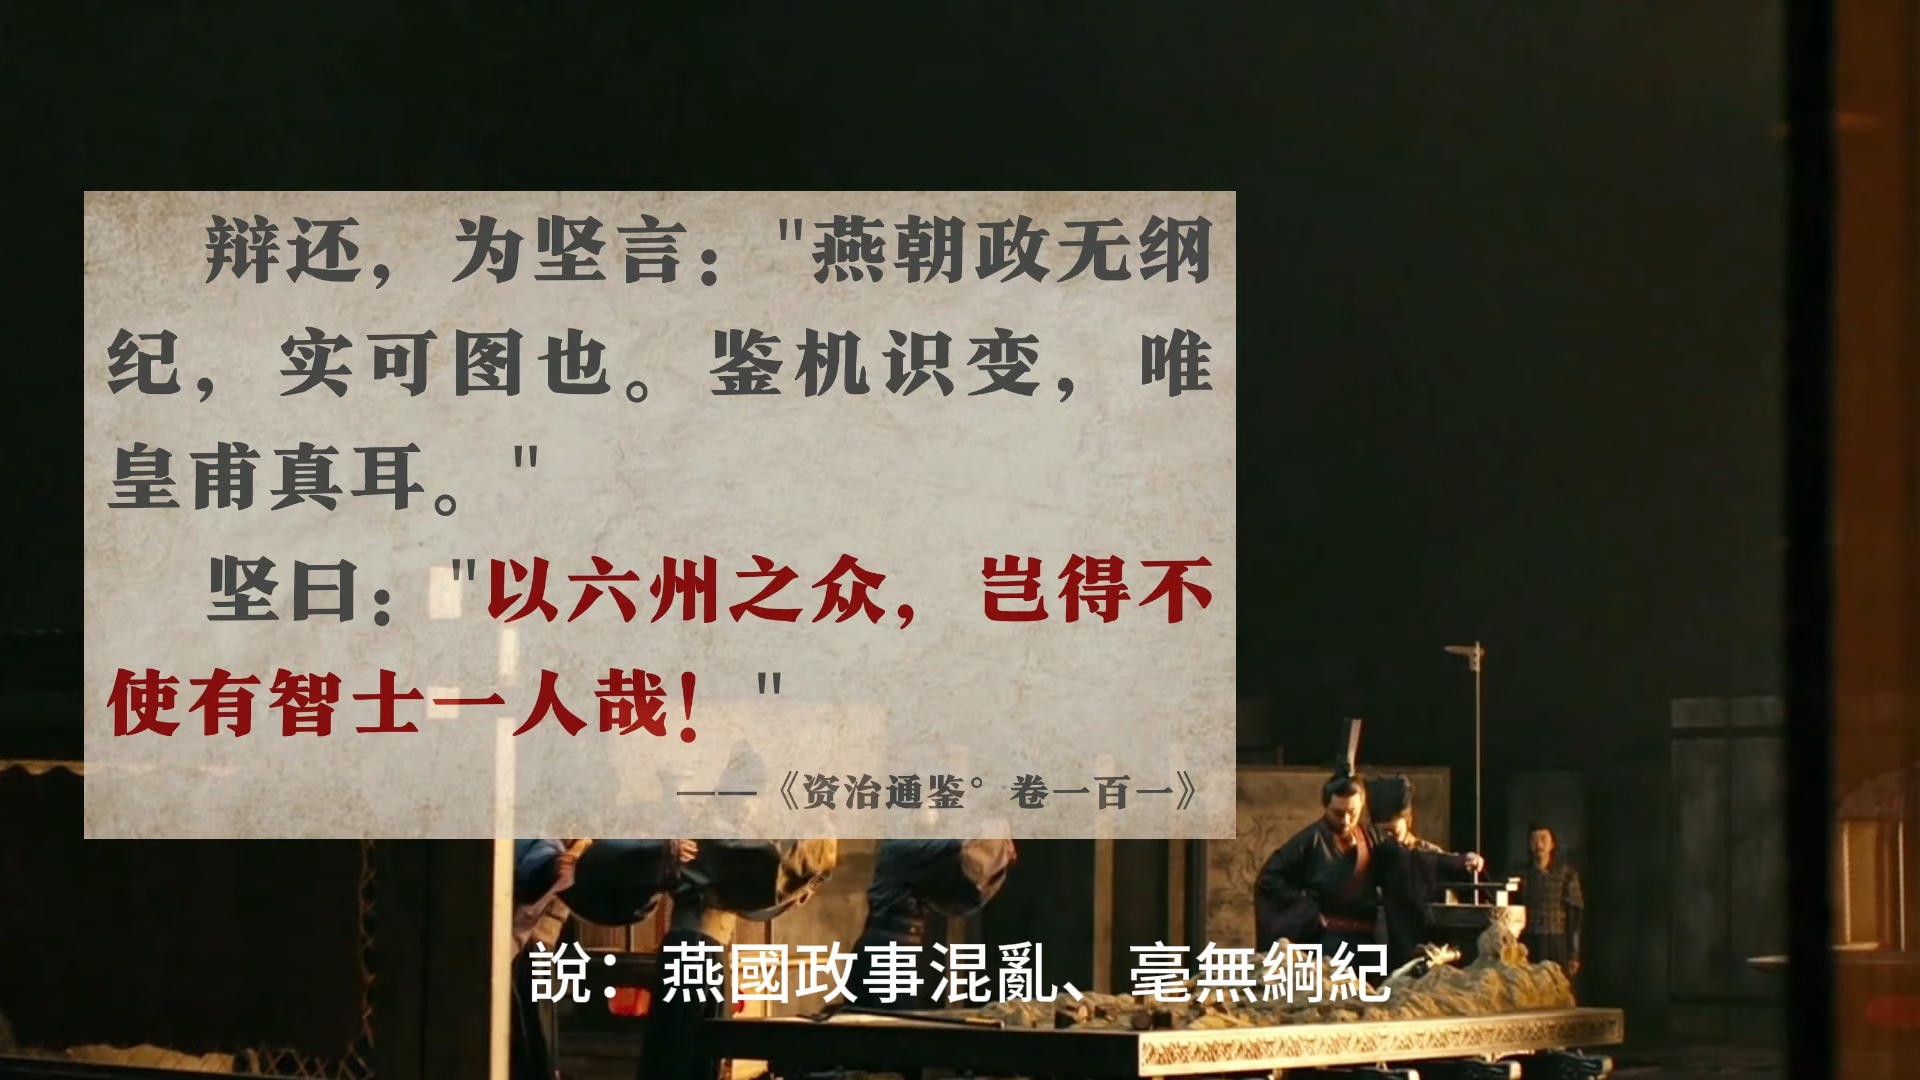 辩还，为坚言："燕朝政无纲
纪，实可图也。鉴机识变，唯
皇甫真耳。"
坚曰："以六州之众，岂得不
使有智士一人哉！"
——《资治通鉴°卷一百一》
說：燕國政事混亂、毫無綱紀